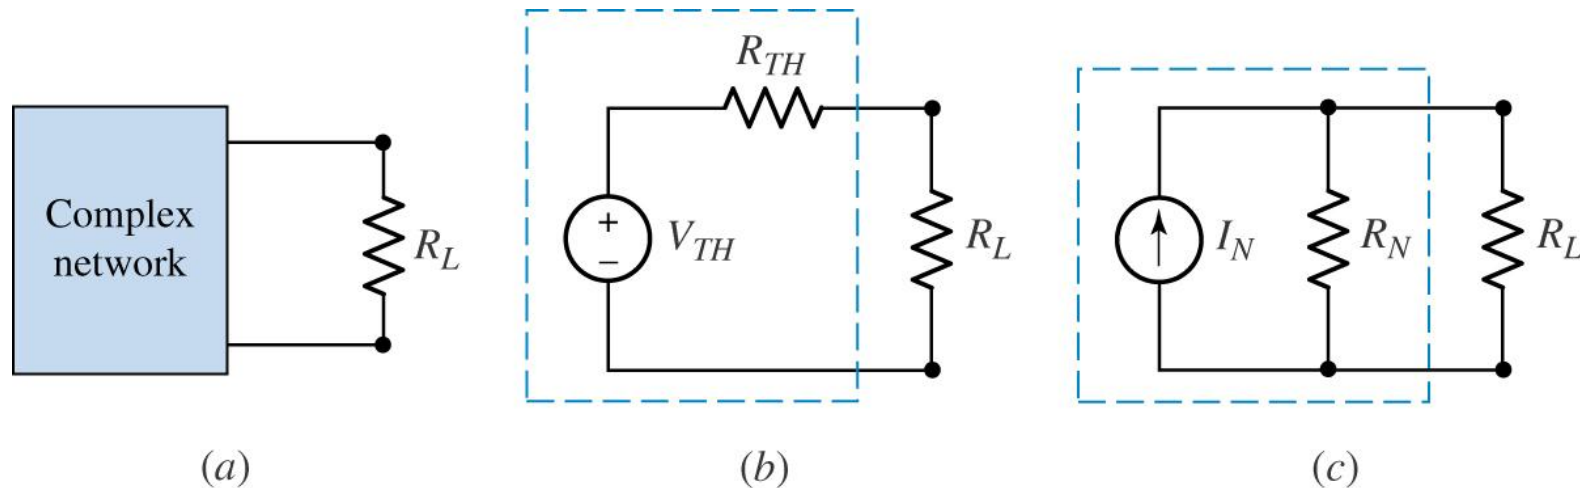 Complex
network
R_L
(a)
R_TH
+
−
V_TH
R_L
(b)
I_N
R_N
R_L
(c)